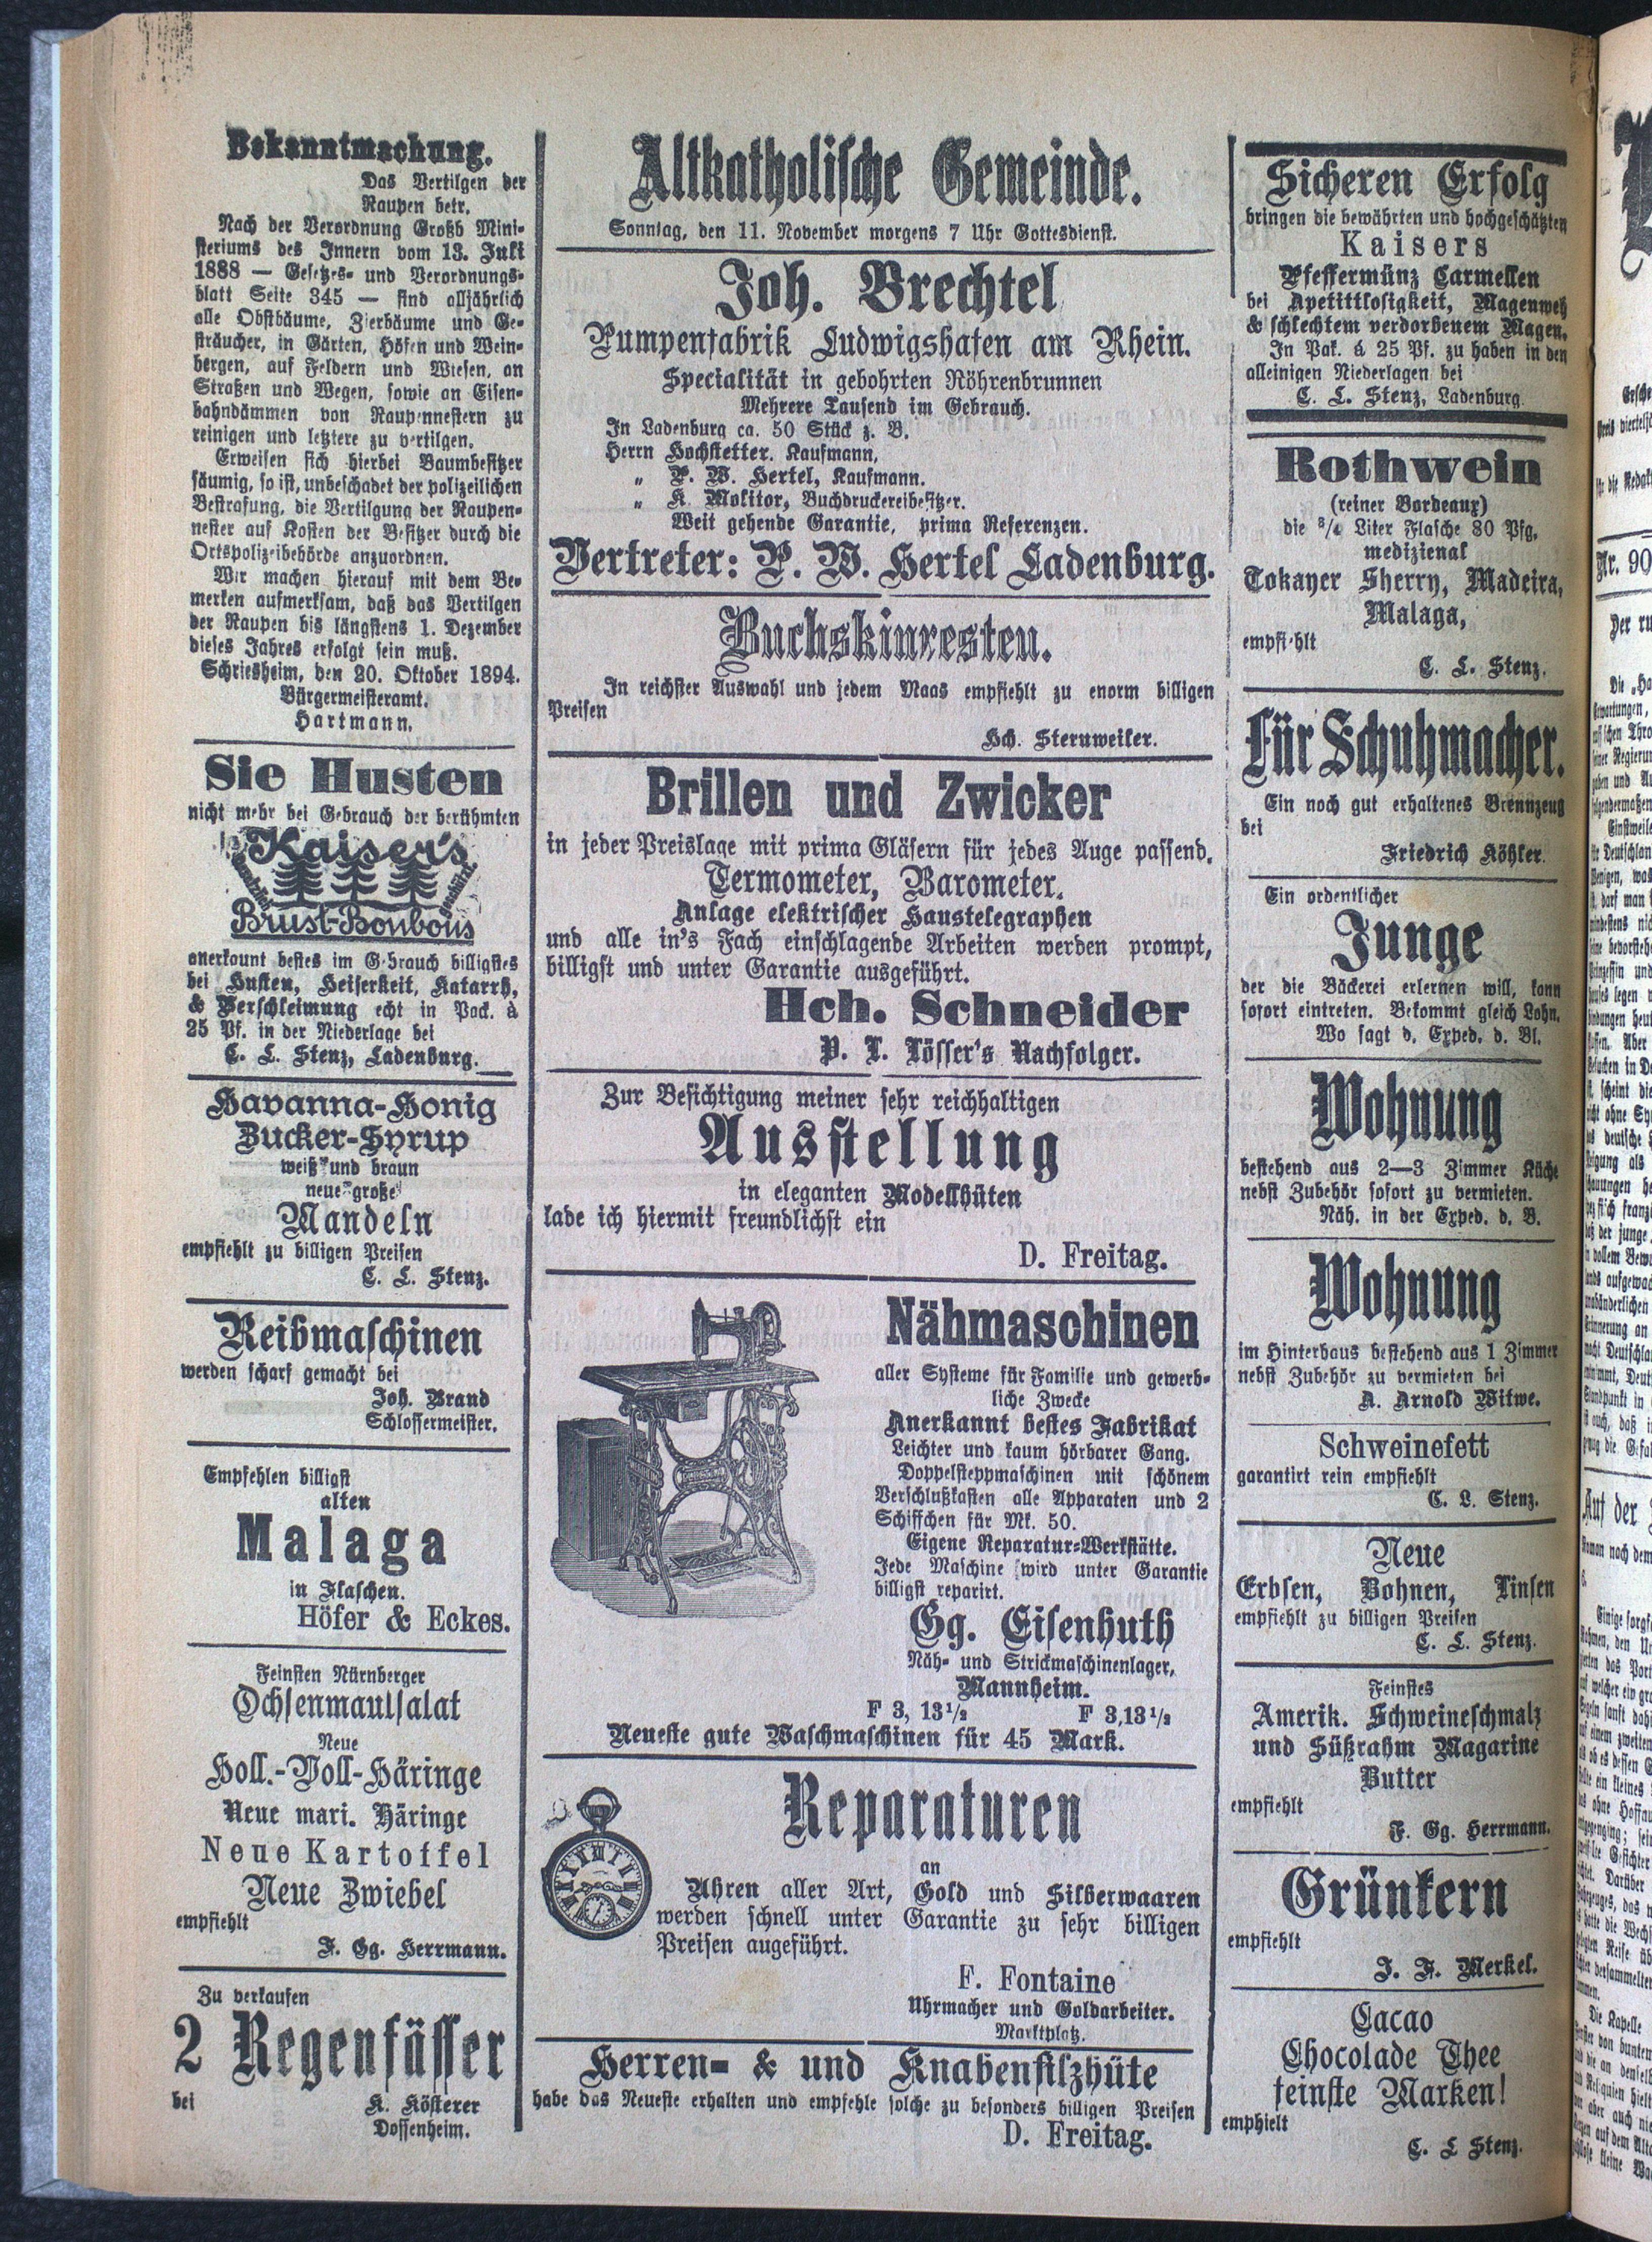 Bekanntmachung.
Das Vertilgen der
Raupen betr.
Nach der Verordnung Großh Mini-
steriums des Innern vom 13. Juli
1888 — Gesetzes- und Verordnungs-
blatt Seite 345 — sind alljährlich
alle Obstbäume, Zierbäume und Ge-
sträucher, in Gärten, Höfen und Wein-
bergen, auf Feldern und Wiesen, an
Straßen und Wegen, sowie an Eisen-
bahndämmen von Raupennestern zu
reinigen und letztere zu vertilgen.
Erweisen sich hierbei Baumbesitzer
säumig, so ist, unbeschadet der polizeilichen
Bestrafung, die Vertilgung der Raupen-
nester auf Kosten der Besitzer durch die
Ortspolizeibehörde anzuordnen.
Wir machen hierauf mit dem Be-
merken aufmerksam, daß das Vertilgen
der Raupen bis längstens 1. Dezember
dieses Jahres erfolgt sein muß.
Schriesheim, den 20. Oktober 1894.
Bürgermeisteramt.
Hartmann.
Sie Husten
nicht mehr bei Gebrauch der berühmten
Kaiser's
Brust-Bonbons
anerkannt bestes im Gebrauch billigstes
bei Husten, Heiserkeit, Katarrh,
& Verschleimung echt in Pack. à
25 Pf. in der Niederlage bei
C. L. Stenz, Ladenburg.
Havanna-Honig
Zucker-Syrup
weiß und braun
neue große
Mandeln
empfiehlt zu billigen Preisen
C. L. Stenz.
Reibmaschinen
werden scharf gemacht bei
Joh. Brand
Schlossermeister.
Empfehlen billigst
alten
Malaga
in Flaschen.
Höfer & Eckes.
Feinsten Nürnberger
Ochsenmaulsalat
Neue
Holl.-Voll-Häringe
Neue mari. Häringe
Neue Kartoffel
Neue Zwiebel
empfiehlt
F. Gg. Herrmann.
Zu verkaufen
2 Regenfässer
bei K. Kösterer
Dossenheim.
Altkatholische Gemeinde.
Sonntag, den 11. November morgens 7 Uhr Gottesdienst.
Joh. Brechtel
Pumpenfabrik Ludwigshafen am Rhein.
Specialität in gebohrten Röhrenbrunnen
Mehrere Tausend im Gebrauch.
In Ladenburg ca. 50 Stück z. B.
Herrn Hochstetter. Kaufmann,
„ P. W. Hertel, Kaufmann.
„ K. Molitor, Buchdruckereibesitzer.
Weit gehende Garantie, prima Referenzen.
Vertreter: P. W. Hertel Ladenburg.
Buchskinresten.
In reichster Auswahl und jedem Maas empfiehlt zu enorm billigen
Preisen
Hch. Sternweiler.
Brillen und Zwicker
in jeder Preislage mit prima Gläsern für jedes Auge passend.
Termometer, Barometer.
Anlage elektrischer Haustelegraphen
und alle in's Fach einschlagende Arbeiten werden prompt,
billigst und unter Garantie ausgeführt.
Hch. Schneider
P. L. Lösser's Nachfolger.
Zur Besichtigung meiner sehr reichhaltigen
Ausstellung
in eleganten Modellhüten
lade ich hiermit freundlichst ein
D. Freitag.
Nähmaschinen
aller Systeme für Familie und gewerb-
liche Zwecke
Anerkannt bestes Fabrikat
Leichter und kaum hörbarer Gang.
Doppelsteppmaschinen mit schönem
Verschlußkasten alle Apparaten und 2
Schiffchen für Mk. 50.
Eigene Reparatur-Werkstätte.
Jede Maschine wird unter Garantie
billigst reparirt.
Gg. Eisenhuth
Näh- und Strickmaschinenlager,
Mannheim.
F 3, 13½ F 3,13½
Neueste gute Waschmaschinen für 45 Mark.
Reparaturen
an
Uhren aller Art, Gold und Silberwaaren
werden schnell unter Garantie zu sehr billigen
Preisen augeführt.
F. Fontaine
Uhrmacher und Goldarbeiter.
Marktplatz.
Herren- & und Knabenfilzhüte
habe das Neueste erhalten und empfehle solche zu besonders billigen Preisen
D. Freitag.
Sicheren Erfolg
bringen die bewährten und hochgeschätzten
Kaisers
Pfeffermünz Carmellen
bei Apetittlosigkeit, Magenweh
& schlechtem verdorbenem Magen.
In Pak. á 25 Pf. zu haben in den
alleinigen Niederlagen bei
C. L. Stenz, Ladenburg.
Rothwein
(reiner Bordeaux)
die ¾ Liter Flasche 80 Pfg.
medizienal
Tokayer Sherry, Madeira,
Malaga,
empfiehlt
C. L. Stenz.
Für Schuhmacher.
Ein noch gut erhaltenes Brennzeug
bei
Friedrich Köhler.
Ein ordentlicher
Junge
der die Bäckerei erlernen will, kann
sofort eintreten. Bekommt gleich Lohn.
Wo sagt d. Exped. d. Bl.
Wohnung
bestehend aus 2—3 Zimmer Küche
nebst Zubehör sofort zu vermieten.
Näh. in der Exped. d. B.
Wohnung
im Hinterhaus bestehend aus 1 Zimmer
nebst Zubehör zu vermieten bei
A. Arnold Witwe.
Schweinefett
garantirt rein empfiehlt
C. L. Stenz.
Neue
Erbsen, Bohnen, Linsen
empfiehlt zu billigen Preisen
C. L. Stenz.
Feinstes
Amerik. Schweineschmalz
und Süßrahm Magarine
Butter
empfiehlt
F. Gg. Herrmann.
Grünkern
empfiehlt
J. F. Merkel.
Cacao
Chocolade Thee
feinste Marken!
emphielt
C. L Stenz.
Nr. 90